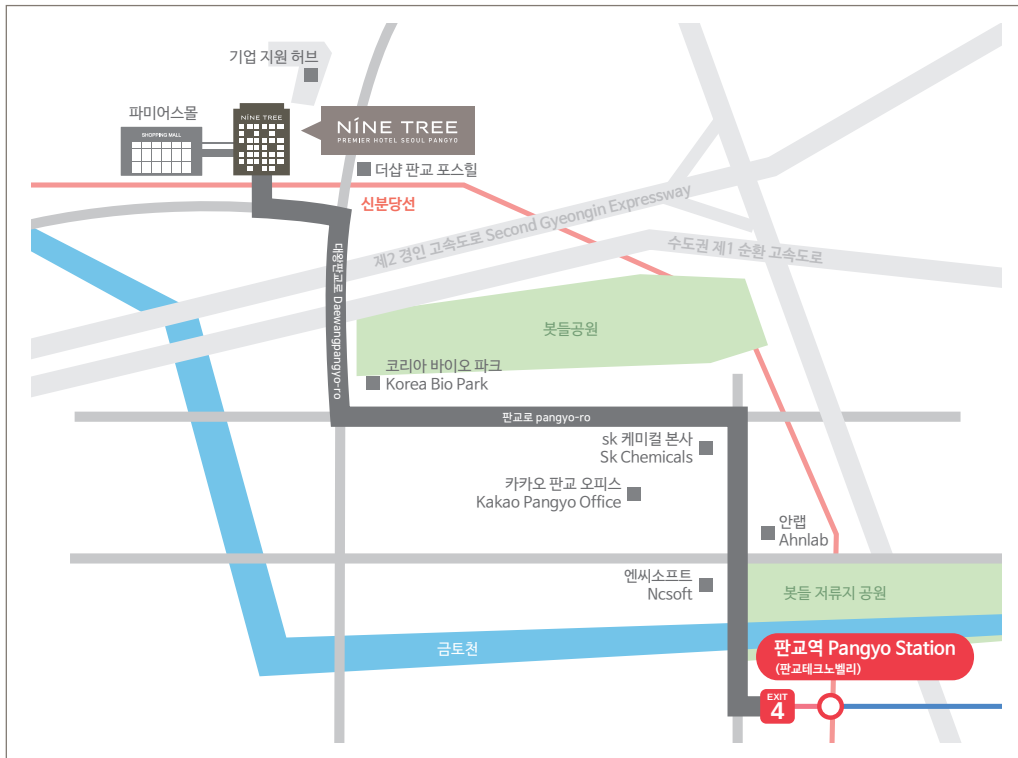 기업 지원 허브
파미어스몰
SHOPPING MALL
NíNE TREE
NíNE TREE
PREMIER HOTEL SEOUL PANGYO
더샵 판교 포스힐
신분당선
제2 경인 고속도로 Second Gyeongin Expressway
수도권 제1 순환 고속도로
대왕판교로 Daewangpangyo-ro
봇들공원
코리아 바이오 파크
Korea Bio Park
판교로 pangyo-ro
sk 케미컬 본사
Sk Chemicals
카카오 판교 오피스
Kakao Pangyo Office
안랩
Ahnlab
엔씨소프트
Ncsoft
봇들 저류지 공원
금토천
판교역 Pangyo Station
(판교테크노벨리)
EXIT
4